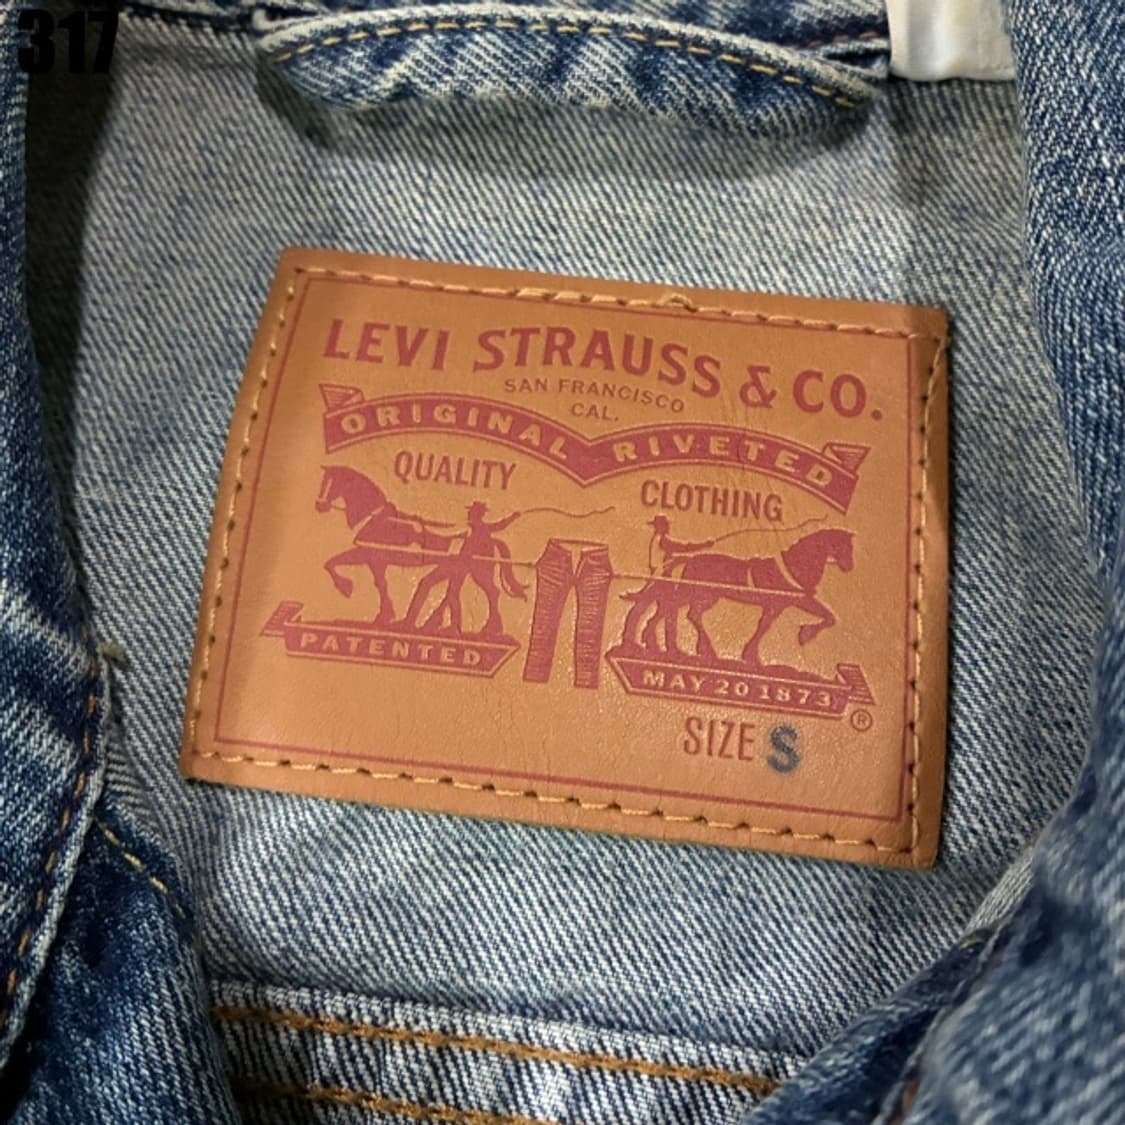 317
LEVI STRAUSS & CO.
SAN FRANCISCO
CAL.
ORIGINAL RIVETED
QUALITY CLOTHING
PATENTED MAY 20 1873
®
SIZE S